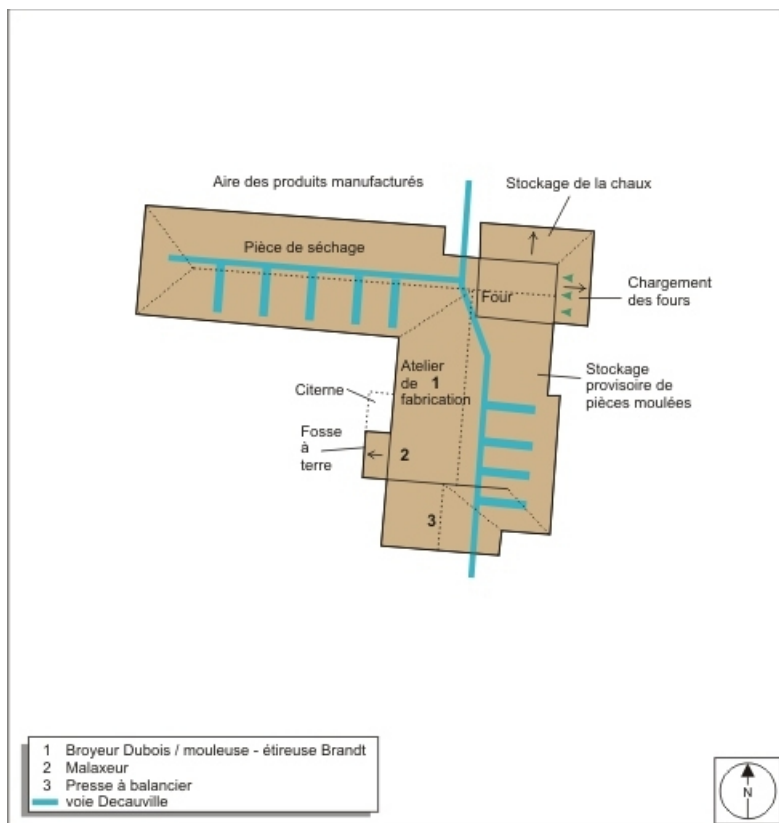 Aire des produits manufacturés
Stockage de la chaux
Pièce de séchage
Four
Chargement
des fours
Atelier
de 1
fabrication
Stockage
provisoire de
pièces moulées
Citerne
Fosse
à
terre
2
3
1 Broyeur Dubois / mouleuse - étireuse Brandt
2 Malaxeur
3 Presse à balancier
voie Decauville
N